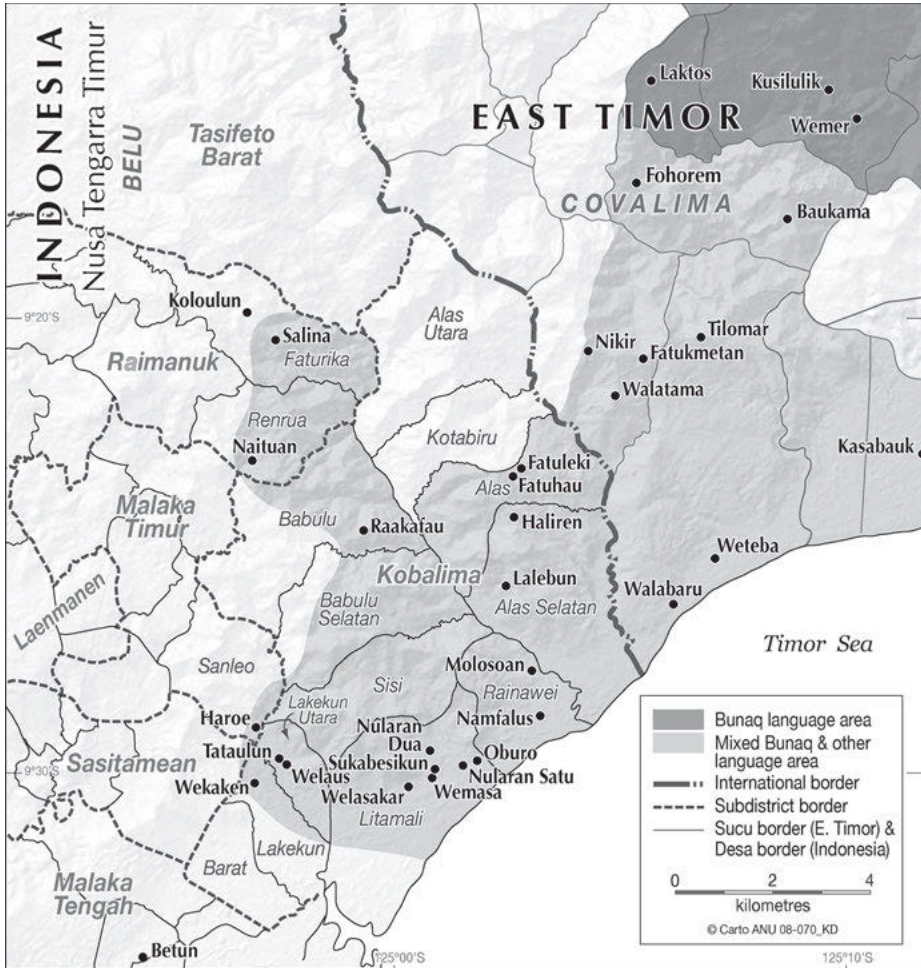 INDONESIA
Nusa Tengarra Timur
BELU
Tasifeto
Barat
EAST TIMOR
COVALIMA
Laktos
Kusilulik
Wemer
Fohorem
Baukama
Koloulun
9°20'S
Salina
Faturika
Alas
Utara
Raimanuk
Nikir
Tilomar
Fatukmetan
Walatama
Renrua
Naituan
Kotabiru
Kasabauk
Fatuleki
Alas
Fatuhau
Malaka
Timur
Babulu
Raakafau
Haliren
Weteba
Kobalima
Lalebun
Walabaru
Laenmanen
Babulu
Selatan
Alas Selatan
Timor Sea
Sanleo
Sisi
Molosoan
Rainawei
Haroe
Lakekun
Utara
Nularan
Dua
Namfalus
Tataulun
Sukabesikun
Oburo
9°30'S
Sasitamean
Welaus
Nularan Satu
Wekaken
Welasakar
Wemasa
Litamali
Lakekun
Barat
Malaka
Tengah
Betun
125°00'S
125°10'S
Bunaq language area
Mixed Bunaq & other
language area
International border
Subdistrict border
Sucu border (E. Timor) &
Desa border (Indonesia)
0 2 4
kilometres
© Carto ANU 08-070_KD